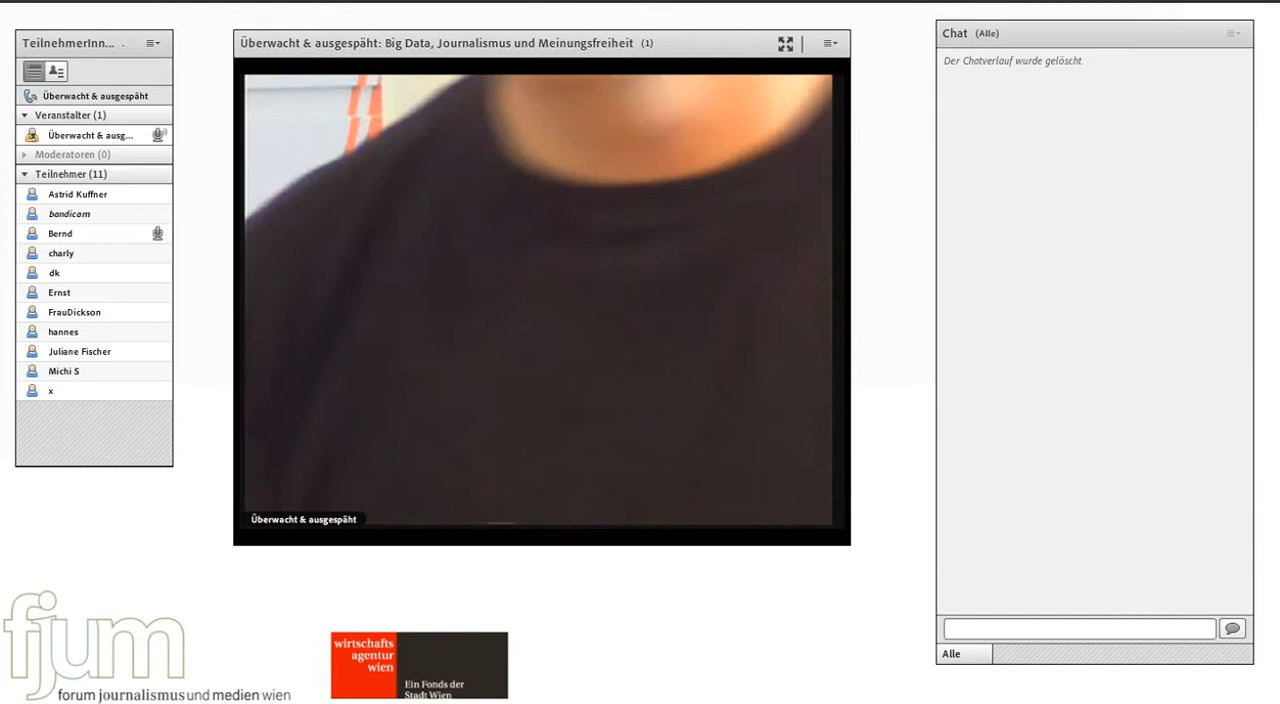 TeilnehmerInn...
Überwacht & ausgespäht
Veranstalter (1)
Überwacht & ausg...
Moderatoren (0)
Teilnehmer (11)
Astrid Kuffner
bandicam
Bernd
charly
dk
Ernst
FrauDickson
hannes
Juliane Fischer
Michi S
x
Überwacht & ausgespäht: Big Data, Journalismus und Meinungsfreiheit (1)
Überwacht & ausgespäht
Chat (Alle)
Der Chatverlauf wurde gelöscht.
Alle
fjum
forum journalismus und medien wien
wirtschafts
agentur
wien
Ein Fonds der
Stadt Wien